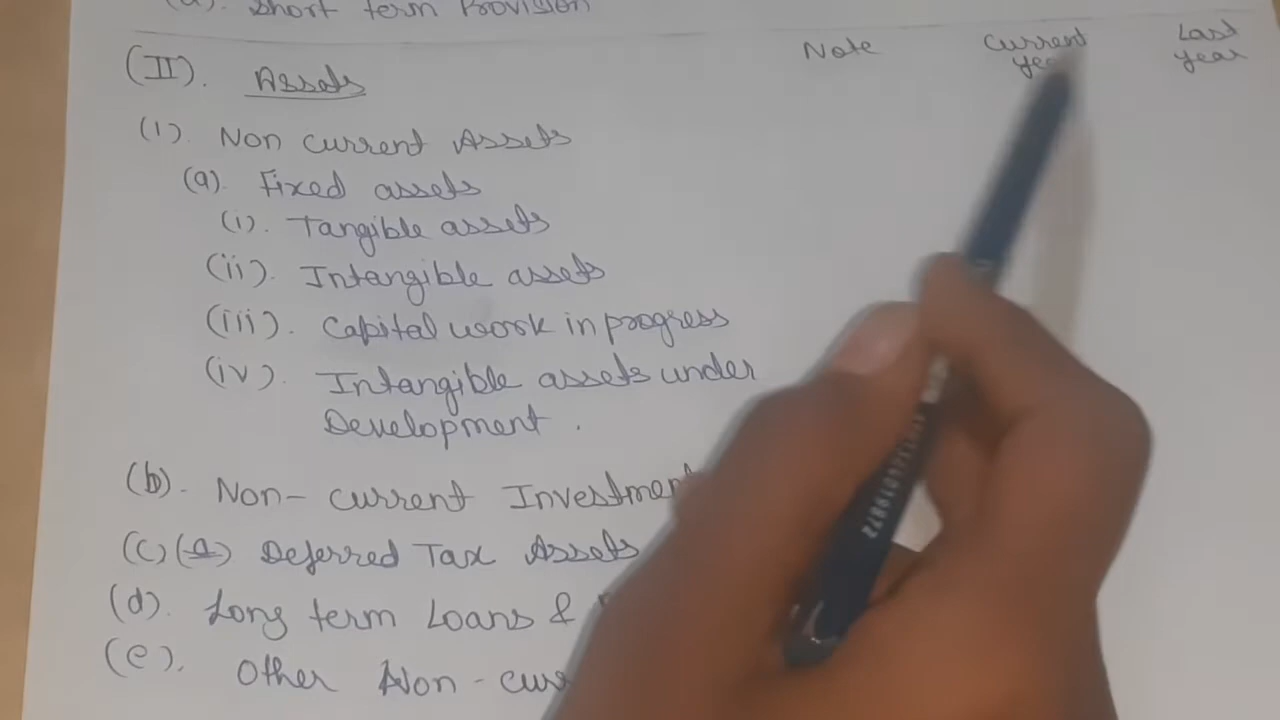 (d). Short term Provision
Note Current year Last year
(II). Assets
(1). Non current Assets
(a). Fixed assets
(i). Tangible assets
(ii). Intangible assets
(iii). Capital work in progress
(iv). Intangible assets under
Development.
(b). Non-current
(c) (a) Deferred Tax Assets
(d). Long term Loans &
(e). Other Non-